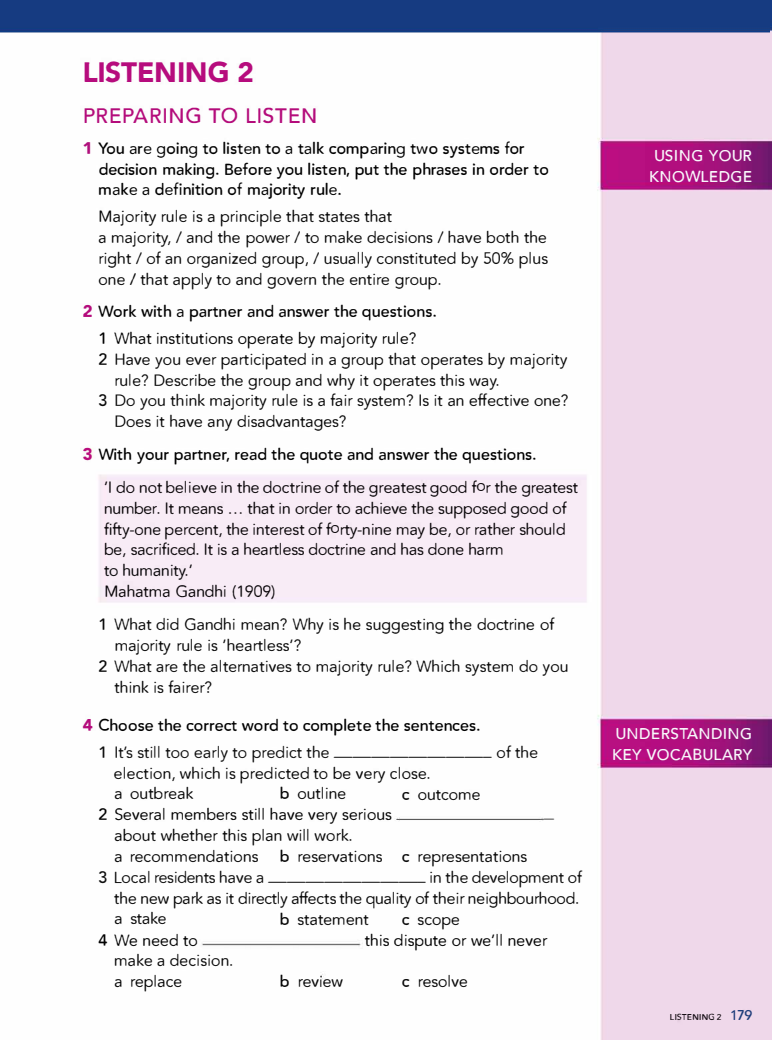 LISTENING 2
PREPARING TO LISTEN
1 You are going to listen to a talk comparing two systems for
decision making. Before you listen, put the phrases in order to
make a definition of majority rule.
USING YOUR
KNOWLEDGE
Majority rule is a principle that states that
a majority, / and the power / to make decisions / have both the
right / of an organized group, / usually constituted by 50% plus
one / that apply to and govern the entire group.
2 Work with a partner and answer the questions.
1 What institutions operate by majority rule?
2 Have you ever participated in a group that operates by majority
rule? Describe the group and why it operates this way.
3 Do you think majority rule is a fair system? Is it an effective one?
Does it have any disadvantages?
3 With your partner, read the quote and answer the questions.
‘I do not believe in the doctrine of the greatest good for the greatest
number. It means … that in order to achieve the supposed good of
fifty-one percent, the interest of forty-nine may be, or rather should
be, sacrificed. It is a heartless doctrine and has done harm
to humanity.’
Mahatma Gandhi (1909)
1 What did Gandhi mean? Why is he suggesting the doctrine of
majority rule is ‘heartless’?
2 What are the alternatives to majority rule? Which system do you
think is fairer?
4 Choose the correct word to complete the sentences.
UNDERSTANDING
KEY VOCABULARY
1 It’s still too early to predict the ________________ of the
election, which is predicted to be very close.
a outbreak b outline c outcome
2 Several members still have very serious ________________
about whether this plan will work.
a recommendations b reservations c representations
3 Local residents have a ________________ in the development of
the new park as it directly affects the quality of their neighbourhood.
a stake b statement c scope
4 We need to ________________ this dispute or we’ll never
make a decision.
a replace b review c resolve
LISTENING 2 179